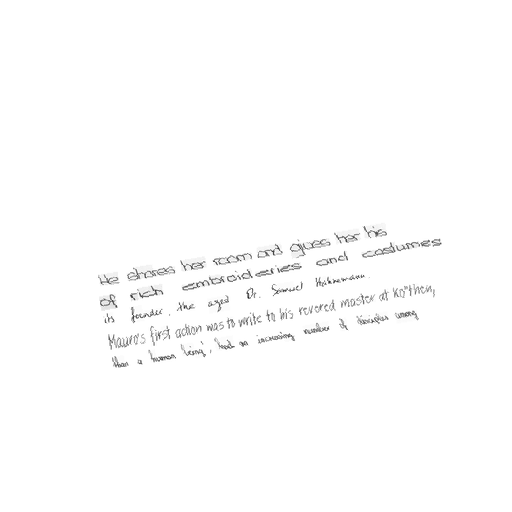 He shares her room and gives her his
of rich embroideries and costumes
its founder, the aged Dr. Samuel Hahnemann.
Mauro's first action was to write to his revered master at Ko"then,
than a human being', had an increasing number of disciples among